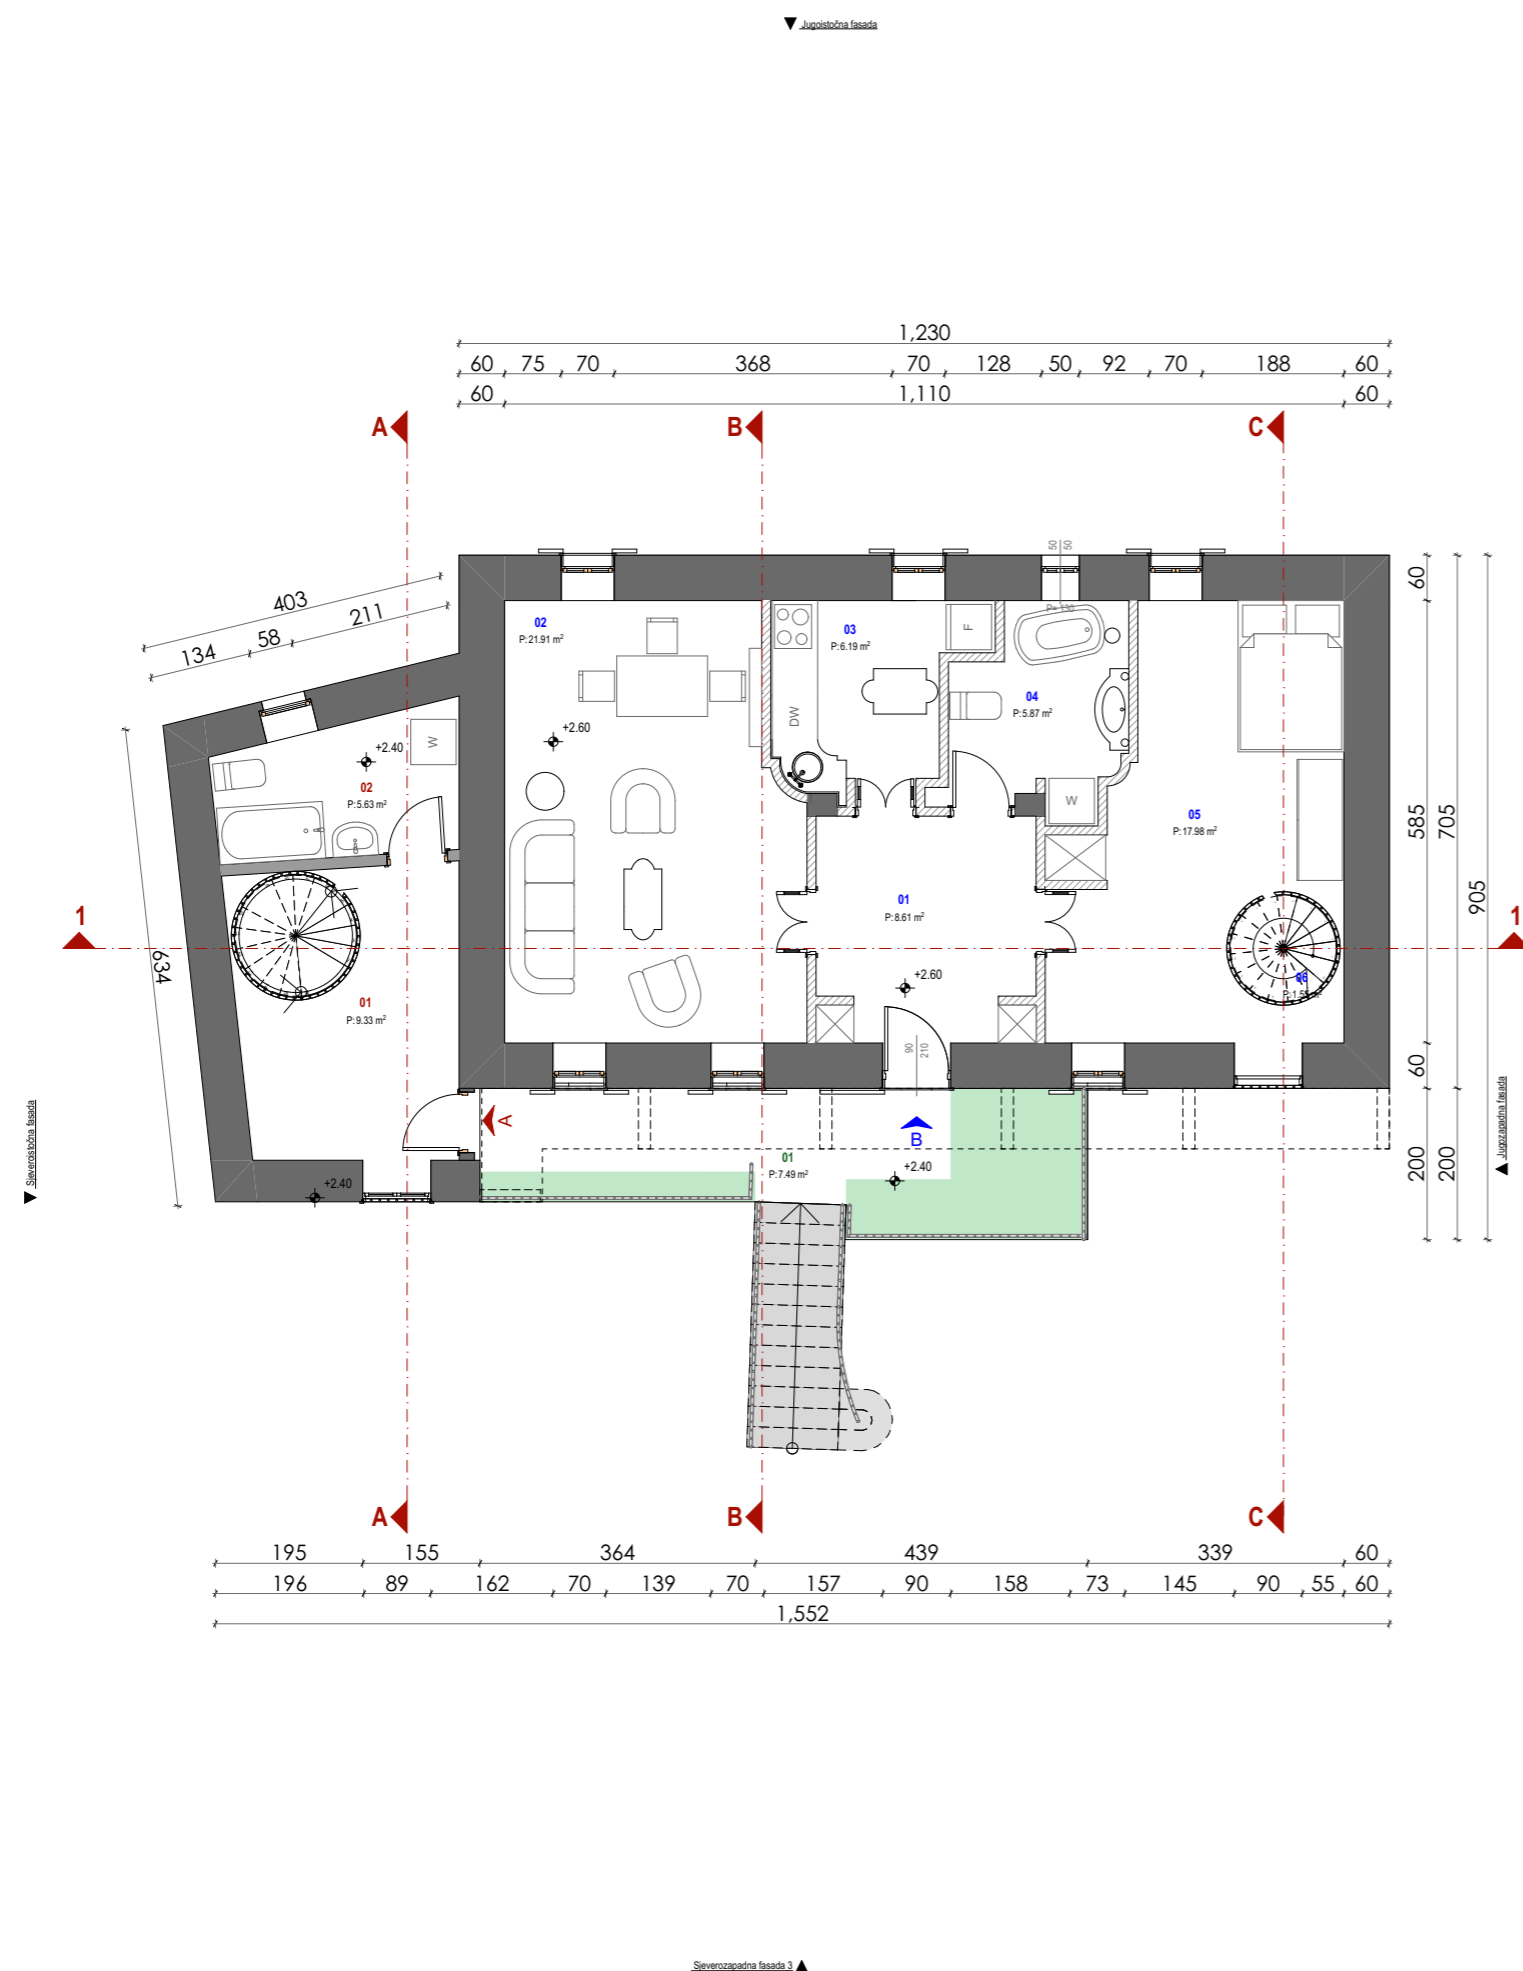 Jugoistočna fasada
1,230
60 75 70 368 70 128 50 92 70 188 60
60 1,110 60
A B C
403
134 58 211
634
50 50
P= 130
60
585
60
200
705
200
905
02
P: 21.91 m²
+2.60
03
P: 6.19 m²
F
DW
04
P: 5.87 m²
W
05
P: 17.98 m²
W
+2.40
02
P: 5.63 m²
01
P: 8.61 m²
+2.60
1 1
01
P: 9.33 m²
06
90 210
Sjeveroistočna fasada
Jugozapadna fasada
A
B
01
P: 7.49 m²
+2.40
+2.40
A B C
195 155 364 439 339 60
196 89 162 70 139 70 157 90 158 73 145 90 55 60
1,552
Sjeverozapadna fasada 3